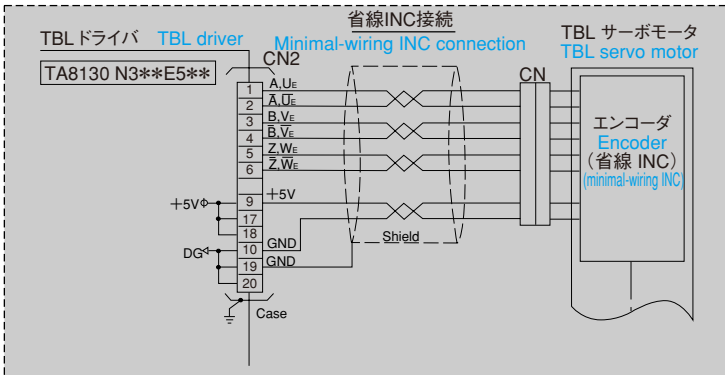 省線INC接続
Minimal-wiring INC connection
TBL ドライバ TBL driver
TBL サーボモータ
TBL servo motor
TA8130 N3**E5**
CN2
CN
1 A,UE
2 A̅,U̅E
3 B,VE
4 B̅,V̅E
5 Z,WE
6 Z̅,W̅E
+5V 9 +5V
17
18
DG 10 GND
19 GND
20
Shield
Case
エンコーダ
Encoder
(省線 INC)
(minimal-wiring INC)